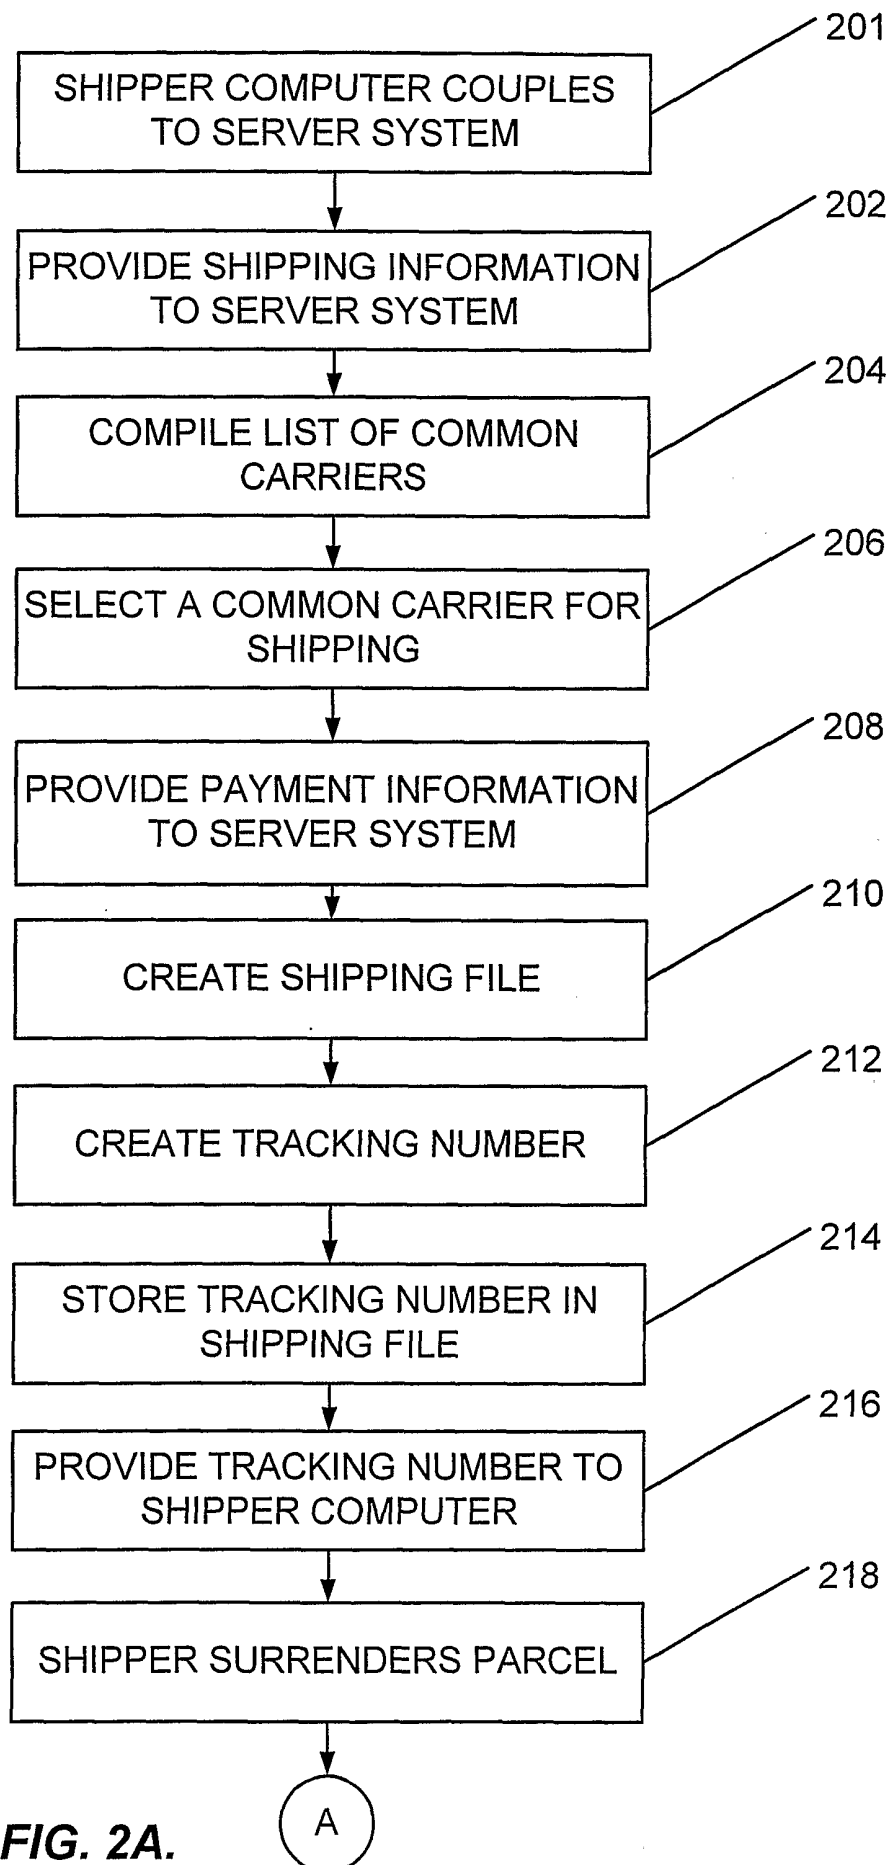 201
SHIPPER COMPUTER COUPLES
TO SERVER SYSTEM
202
PROVIDE SHIPPING INFORMATION
TO SERVER SYSTEM
204
COMPILE LIST OF COMMON
CARRIERS
206
SELECT A COMMON CARRIER FOR
SHIPPING
208
PROVIDE PAYMENT INFORMATION
TO SERVER SYSTEM
210
CREATE SHIPPING FILE
212
CREATE TRACKING NUMBER
214
STORE TRACKING NUMBER IN
SHIPPING FILE
216
PROVIDE TRACKING NUMBER TO
SHIPPER COMPUTER
218
SHIPPER SURRENDERS PARCEL
A
FIG. 2A.